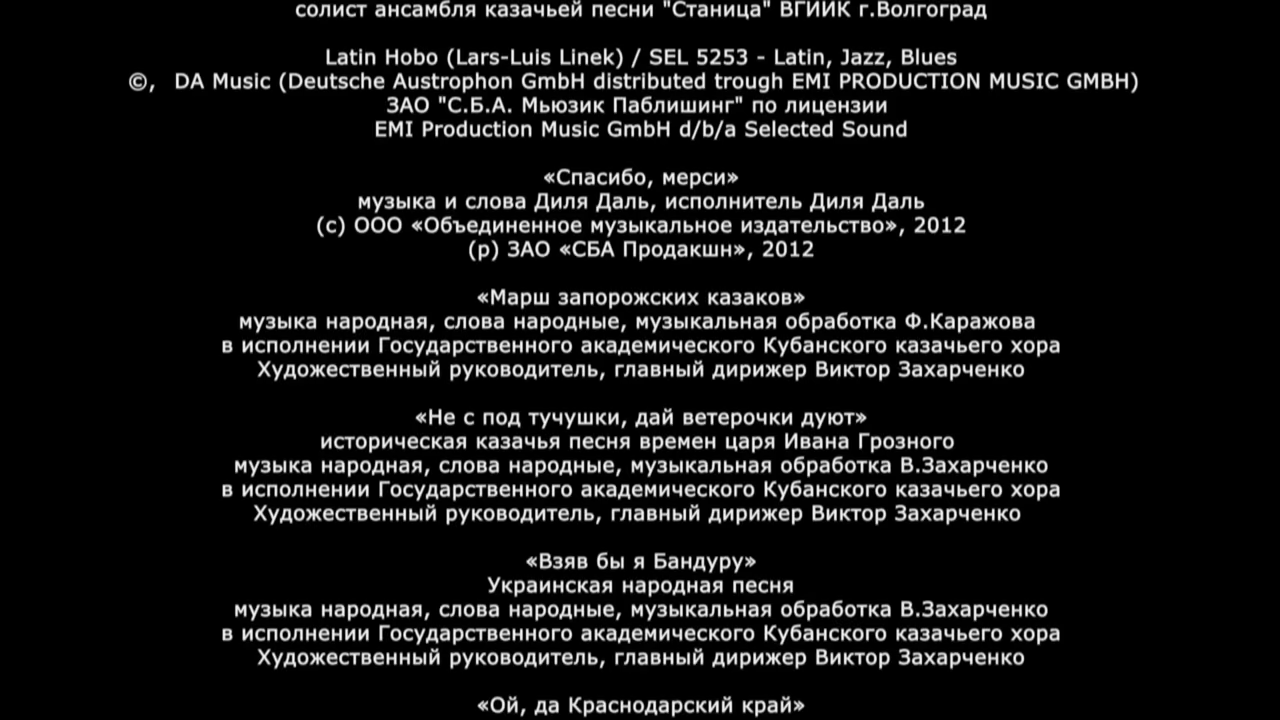 солист ансамбля казачьей песни "Станица" ВГИИК г.Волгоград
Latin Hobo (Lars-Luis Linek) / SEL 5253 - Latin, Jazz, Blues
©, DA Music (Deutsche Austrophon GmbH distributed trough EMI PRODUCTION MUSIC GMBH)
ЗАО "С.Б.А. Мьюзик Паблишинг" по лицензии
EMI Production Music GmbH d/b/a Selected Sound
«Спасибо, мерси»
музыка и слова Диля Даль, исполнитель Диля Даль
(с) ООО «Объединенное музыкальное издательство», 2012
(р) ЗАО «СБА Продакшн», 2012
«Марш запорожских казаков»
музыка народная, слова народные, музыкальная обработка Ф.Каражова
в исполнении Государственного академического Кубанского казачьего хора
Художественный руководитель, главный дирижер Виктор Захарченко
«Не с под тучушки, дай ветерочки дуют»
историческая казачья песня времен царя Ивана Грозного
музыка народная, слова народные, музыкальная обработка В.Захарченко
в исполнении Государственного академического Кубанского казачьего хора
Художественный руководитель, главный дирижер Виктор Захарченко
«Взяв бы я Бандуру»
Украинская народная песня
музыка народная, слова народные, музыкальная обработка В.Захарченко
в исполнении Государственного академического Кубанского казачьего хора
Художественный руководитель, главный дирижер Виктор Захарченко
«Ой, да Краснодарский край»